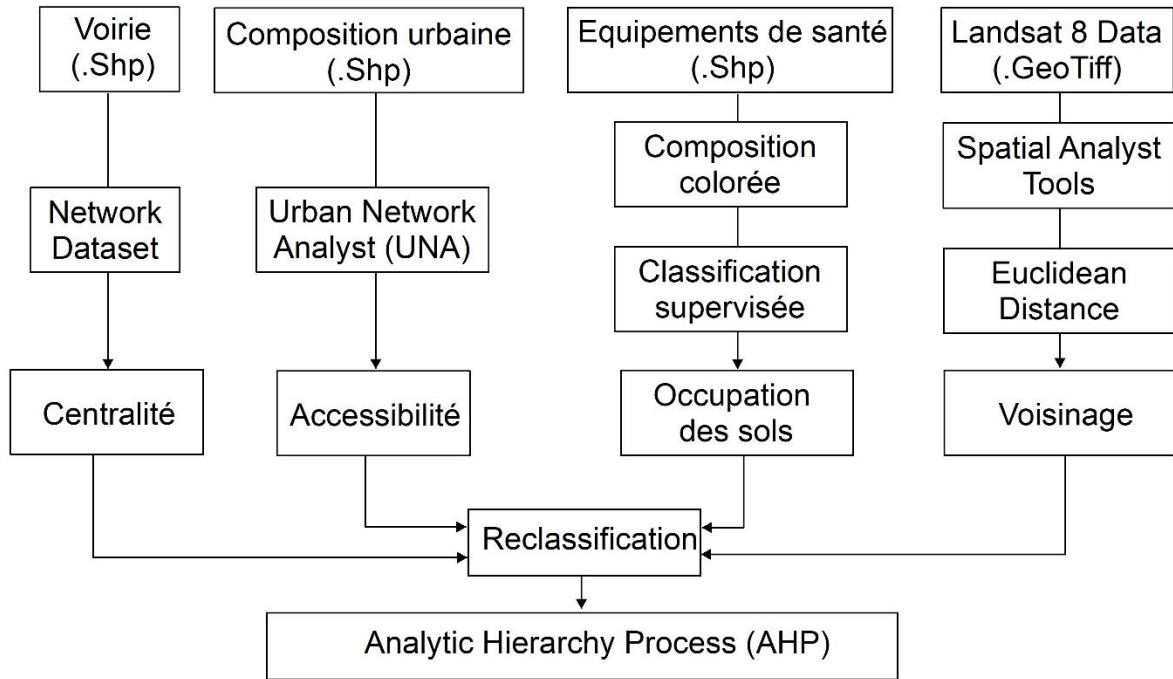 Voirie
(.Shp)
Composition urbaine
(.Shp)
Equipements de santé
(.Shp)
Landsat 8 Data
(.GeoTiff)
Composition
colorée
Spatial Analyst
Tools
Network
Dataset
Urban Network
Analyst (UNA)
Classification
supervisée
Euclidean
Distance
Centralité
Accessibilité
Occupation
des sols
Voisinage
Reclassification
Analytic Hierarchy Process (AHP)